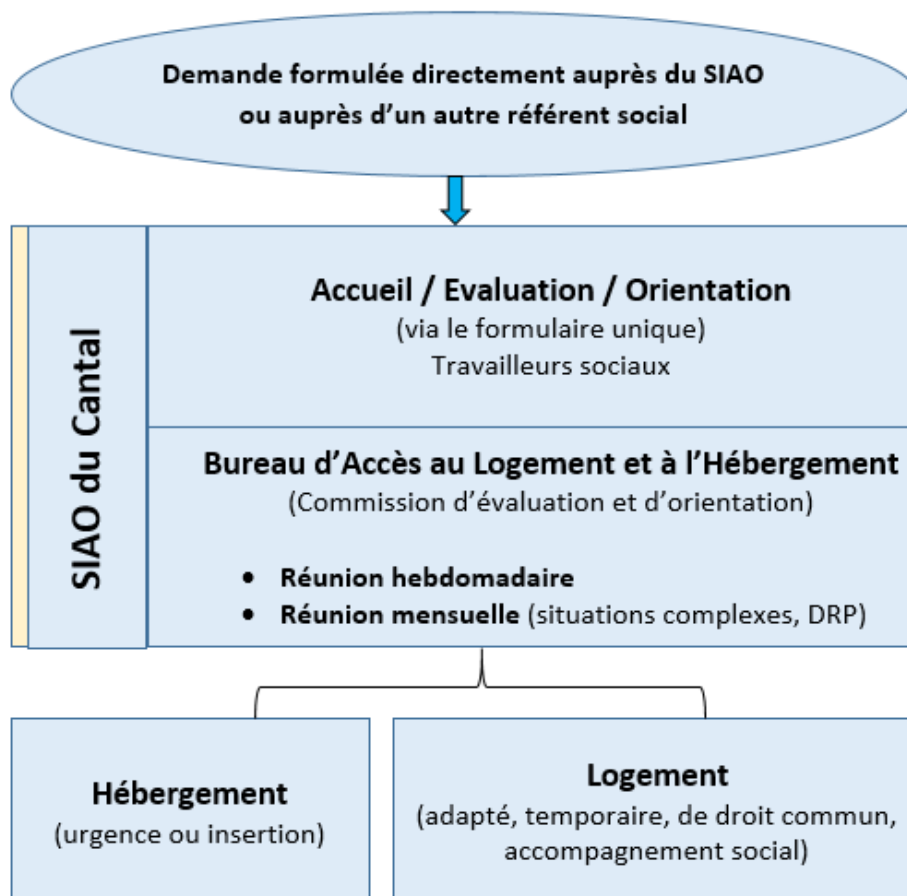 Demande formulée directement auprès du SIAO
ou auprès d'un autre référent social
SIAO du Cantal
Accueil / Evaluation / Orientation
(via le formulaire unique)
Travailleurs sociaux
Bureau d'Accès au Logement et à l'Hébergement
(Commission d'évaluation et d'orientation)
• Réunion hebdomadaire
• Réunion mensuelle (situations complexes, DRP)
Hébergement
(urgence ou insertion)
Logement
(adapté, temporaire, de droit commun,
accompagnement social)